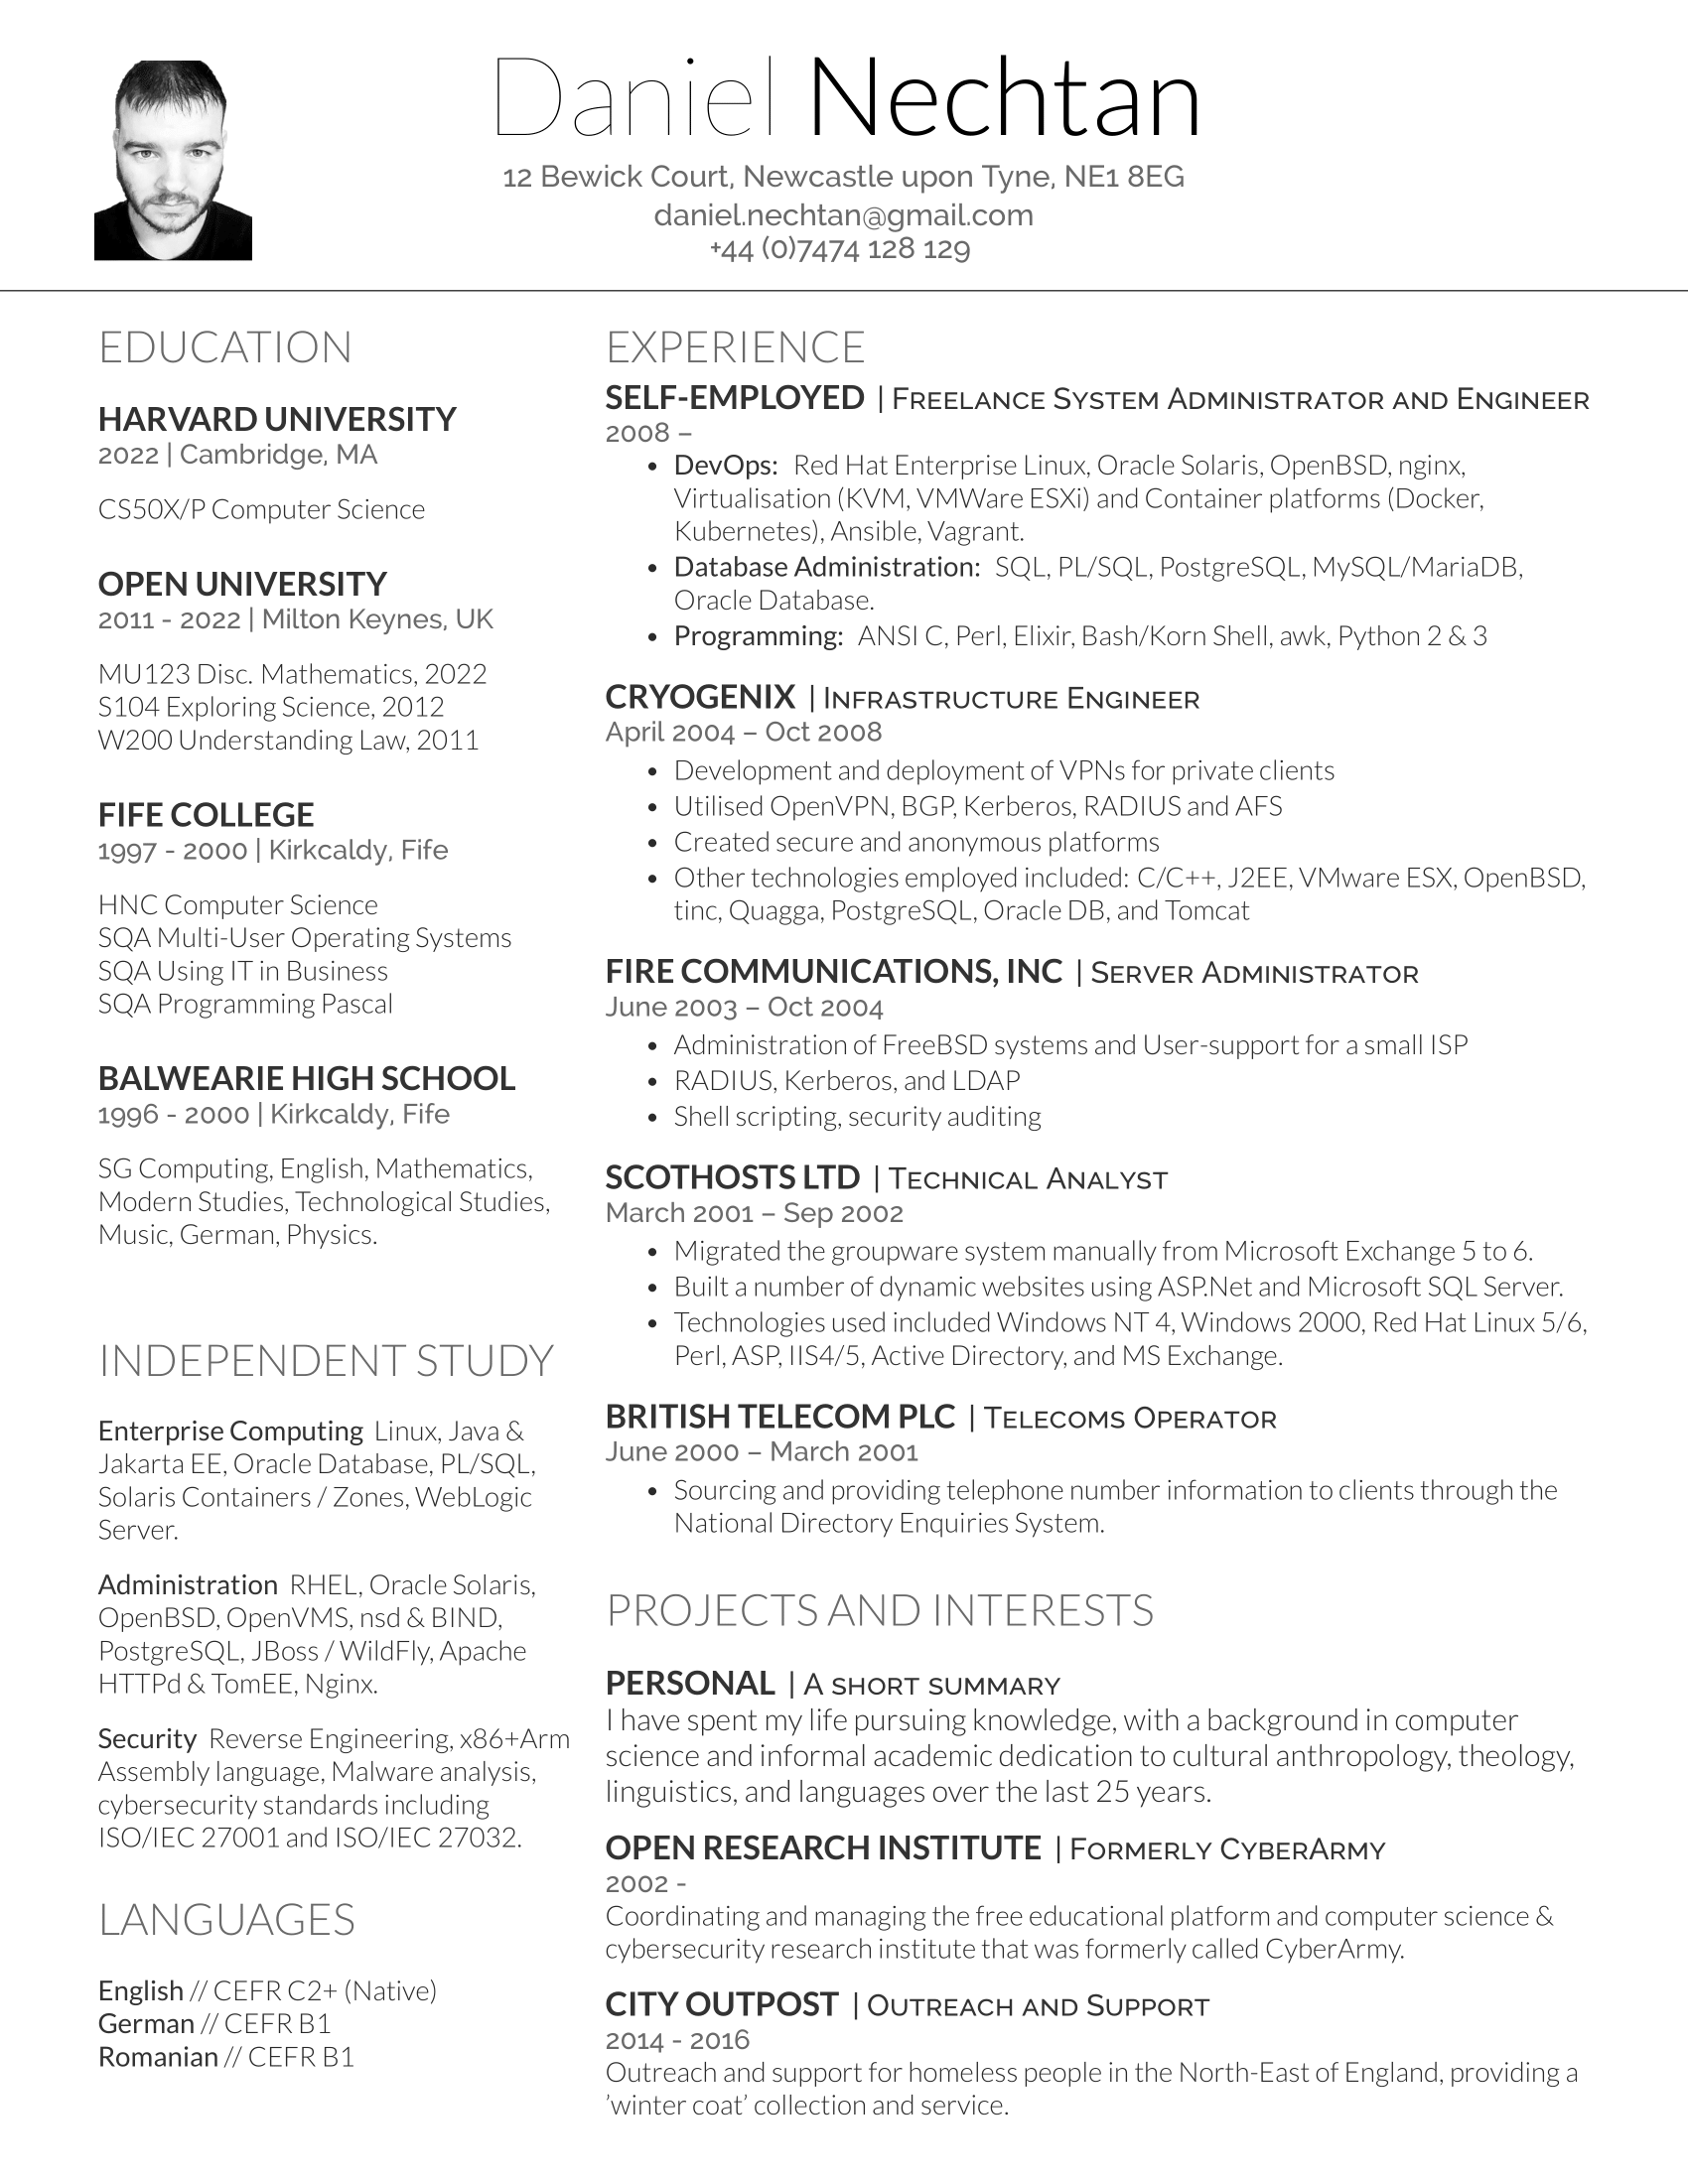 Daniel Nechtan
12 Bewick Court, Newcastle upon Tyne, NE1 8EG
daniel.nechtan@gmail.com
+44 (0)7474 128 129
EDUCATION
HARVARD UNIVERSITY
2022 | Cambridge, MA
CS50X/P Computer Science
OPEN UNIVERSITY
2011 - 2022 | Milton Keynes, UK
MU123 Disc. Mathematics, 2022
S104 Exploring Science, 2012
W200 Understanding Law, 2011
FIFE COLLEGE
1997 - 2000 | Kirkcaldy, Fife
HNC Computer Science
SQA Multi-User Operating Systems
SQA Using IT in Business
SQA Programming Pascal
BALWEARIE HIGH SCHOOL
1996 - 2000 | Kirkcaldy, Fife
SG Computing, English, Mathematics,
Modern Studies, Technological Studies,
Music, German, Physics.
INDEPENDENT STUDY
Enterprise Computing Linux, Java &
Jakarta EE, Oracle Database, PL/SQL,
Solaris Containers / Zones, WebLogic
Server.
Administration RHEL, Oracle Solaris,
OpenBSD, OpenVMS, nsd & BIND,
PostgreSQL, JBoss / WildFly, Apache
HTTPd & TomEE, Nginx.
Security Reverse Engineering, x86+Arm
Assembly language, Malware analysis,
cybersecurity standards including
ISO/IEC 27001 and ISO/IEC 27032.
LANGUAGES
English // CEFR C2+ (Native)
German // CEFR B1
Romanian // CEFR B1
EXPERIENCE
SELF-EMPLOYED | Freelance System Administrator and Engineer
2008 –
• DevOps: Red Hat Enterprise Linux, Oracle Solaris, OpenBSD, nginx,
Virtualisation (KVM, VMWare ESXi) and Container platforms (Docker,
Kubernetes), Ansible, Vagrant.
• Database Administration: SQL, PL/SQL, PostgreSQL, MySQL/MariaDB,
Oracle Database.
• Programming: ANSI C, Perl, Elixir, Bash/Korn Shell, awk, Python 2 & 3
CRYOGENIX | Infrastructure Engineer
April 2004 – Oct 2008
• Development and deployment of VPNs for private clients
• Utilised OpenVPN, BGP, Kerberos, RADIUS and AFS
• Created secure and anonymous platforms
• Other technologies employed included: C/C++, J2EE, VMware ESX, OpenBSD,
tinc, Quagga, PostgreSQL, Oracle DB, and Tomcat
FIRE COMMUNICATIONS, INC | Server Administrator
June 2003 – Oct 2004
• Administration of FreeBSD systems and User-support for a small ISP
• RADIUS, Kerberos, and LDAP
• Shell scripting, security auditing
SCOTHOSTS LTD | Technical Analyst
March 2001 – Sep 2002
• Migrated the groupware system manually from Microsoft Exchange 5 to 6.
• Built a number of dynamic websites using ASP.Net and Microsoft SQL Server.
• Technologies used included Windows NT 4, Windows 2000, Red Hat Linux 5/6,
Perl, ASP, IIS4/5, Active Directory, and MS Exchange.
BRITISH TELECOM PLC | Telecoms Operator
June 2000 – March 2001
• Sourcing and providing telephone number information to clients through the
National Directory Enquiries System.
PROJECTS AND INTERESTS
PERSONAL | A short summary
I have spent my life pursuing knowledge, with a background in computer
science and informal academic dedication to cultural anthropology, theology,
linguistics, and languages over the last 25 years.
OPEN RESEARCH INSTITUTE | Formerly CyberArmy
2002 -
Coordinating and managing the free educational platform and computer science &
cybersecurity research institute that was formerly called CyberArmy.
CITY OUTPOST | Outreach and Support
2014 - 2016
Outreach and support for homeless people in the North-East of England, providing a
'winter coat' collection and service.